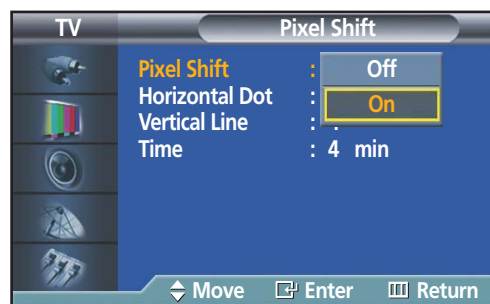 TV Pixel Shift
Pixel Shift : Off
Horizontal Dot : On
Vertical Line :
Time : 4 min
Move Enter Return